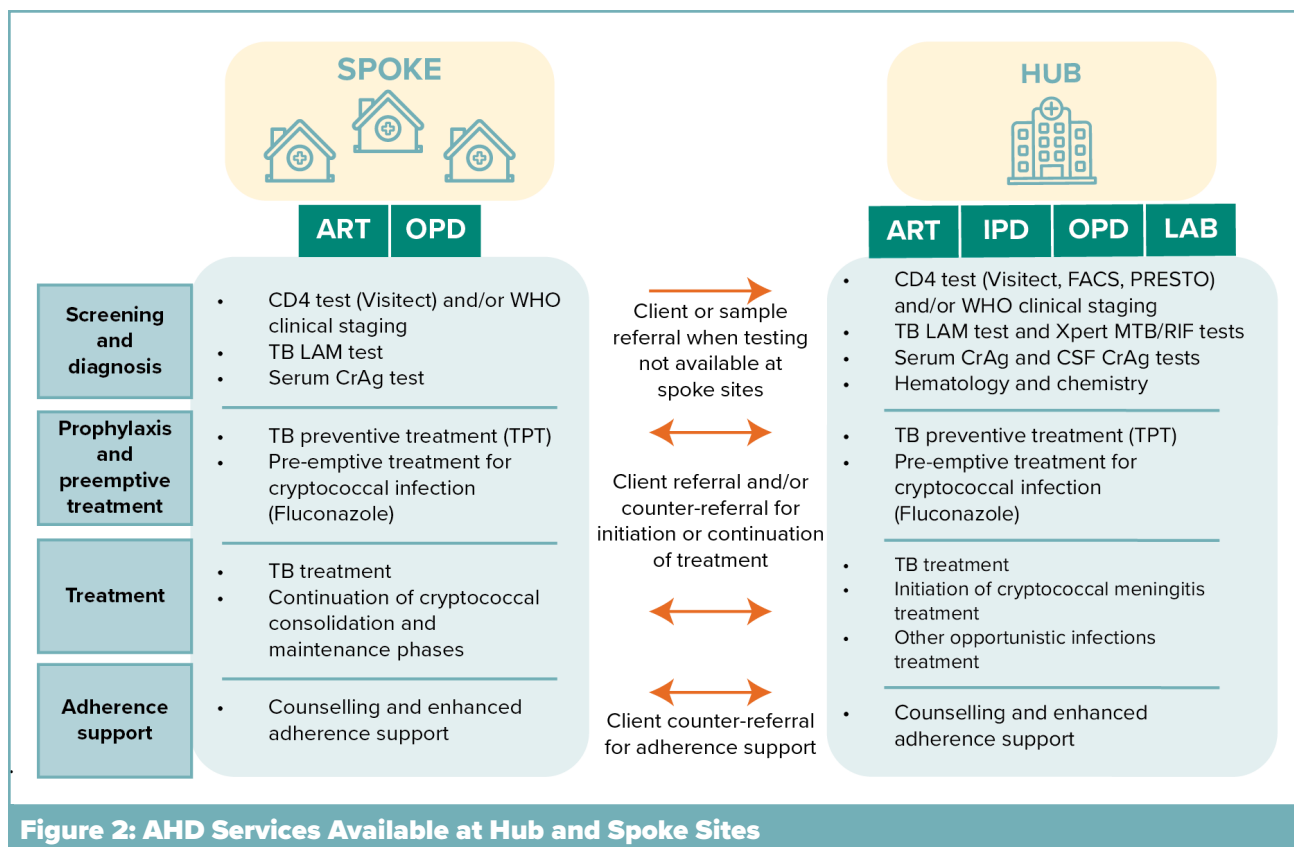 SPOKE
HUB
ART
OPD
ART
IPD
OPD
LAB
Screening
and
diagnosis
• CD4 test (Visitect) and/or WHO
clinical staging
• TB LAM test
• Serum CrAg test
Client or sample
referral when testing
not available at
spoke sites
• CD4 test (Visitect, FACS, PRESTO)
and/or WHO clinical staging
• TB LAM test and Xpert MTB/RIF tests
• Serum CrAg and CSF CrAg tests
• Hematology and chemistry
Prophylaxis
and
preemptive
treatment
• TB preventive treatment (TPT)
• Pre-emptive treatment for
cryptococcal infection
(Fluconazole)
Client referral and/or
counter-referral for
initiation or continuation
of treatment
• TB preventive treatment (TPT)
• Pre-emptive treatment for
cryptococcal infection
(Fluconazole)
Treatment
• TB treatment
• Continuation of cryptococcal
consolidation and
maintenance phases
• TB treatment
• Initiation of cryptococcal meningitis
treatment
• Other opportunistic infections
treatment
Adherence
support
• Counselling and enhanced
adherence support
Client counter-referral
for adherence support
• Counselling and enhanced
adherence support
.
Figure 2: AHD Services Available at Hub and Spoke Sites